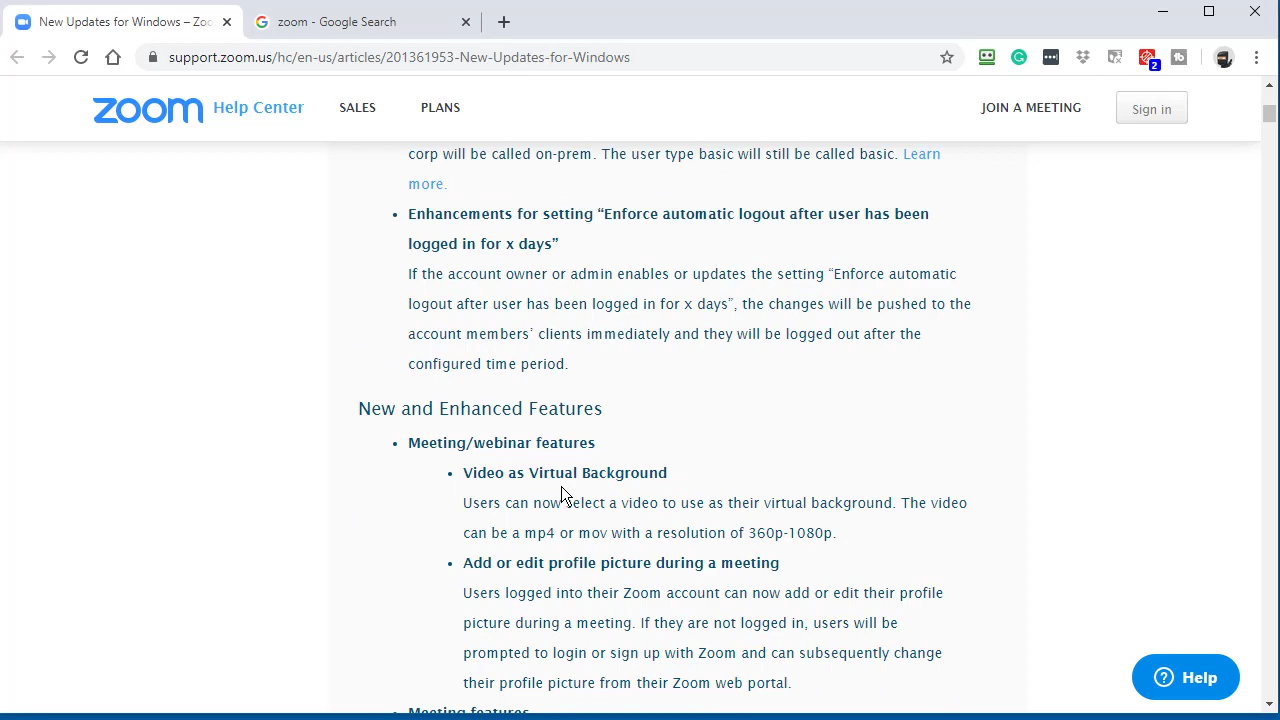 New Updates for Windows – Zoo
zoom - Google Search
support.zoom.us/hc/en-us/articles/201361953-New-Updates-for-Windows
2
zoom Help Center
SALES
PLANS
JOIN A MEETING
Sign in
corp will be called on-prem. The user type basic will still be called basic. Learn
more.
• Enhancements for setting “Enforce automatic logout after user has been
logged in for x days”
If the account owner or admin enables or updates the setting “Enforce automatic
logout after user has been logged in for x days”, the changes will be pushed to the
account members’ clients immediately and they will be logged out after the
configured time period.
New and Enhanced Features
• Meeting/webinar features
• Video as Virtual Background
Users can now select a video to use as their virtual background. The video
can be a mp4 or mov with a resolution of 360p-1080p.
• Add or edit profile picture during a meeting
Users logged into their Zoom account can now add or edit their profile
picture during a meeting. If they are not logged in, users will be
prompted to login or sign up with Zoom and can subsequently change
their profile picture from their Zoom web portal.
• Meeting features
Help